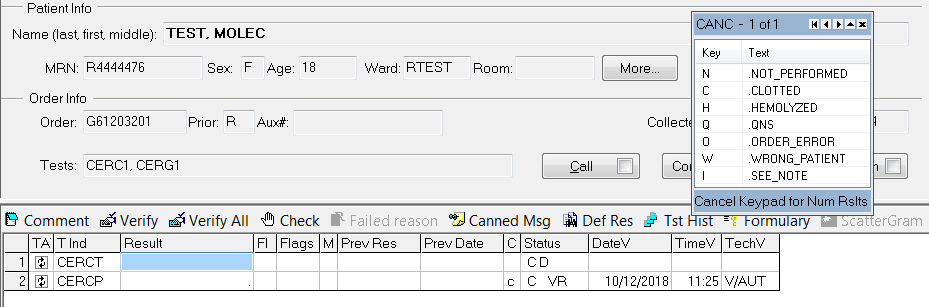 Patient Info
CANC - 1 of 1
Name (last, first, middle): TEST, MOLEC
Key Text
MRN: R4444476 Sex: F Age: 18 Ward: RTEST Room: More...
N .NOT_PERFORMED
C .CLOTTED
Order Info
H .HEMOLYZED
Order: G61203201 Prior: R Aux#: Collecte
Q .QNS
O .ORDER_ERROR
Tests: CERC1, CERG1 Call Co
W .WRONG_PATIENT
I .SEE_NOTE
Cancel Keypad for Num Rslts
Comment Verify Verify All Check Failed reason Canned Msg Def Res Tst Hist Formulary ScatterGram
TA T Ind Result Fl Flags M Prev Res Prev Date C Status DateV TimeV TechV
1 CERCT C D
2 CERCP . c C VR 10/12/2018 11:25 V/AUT